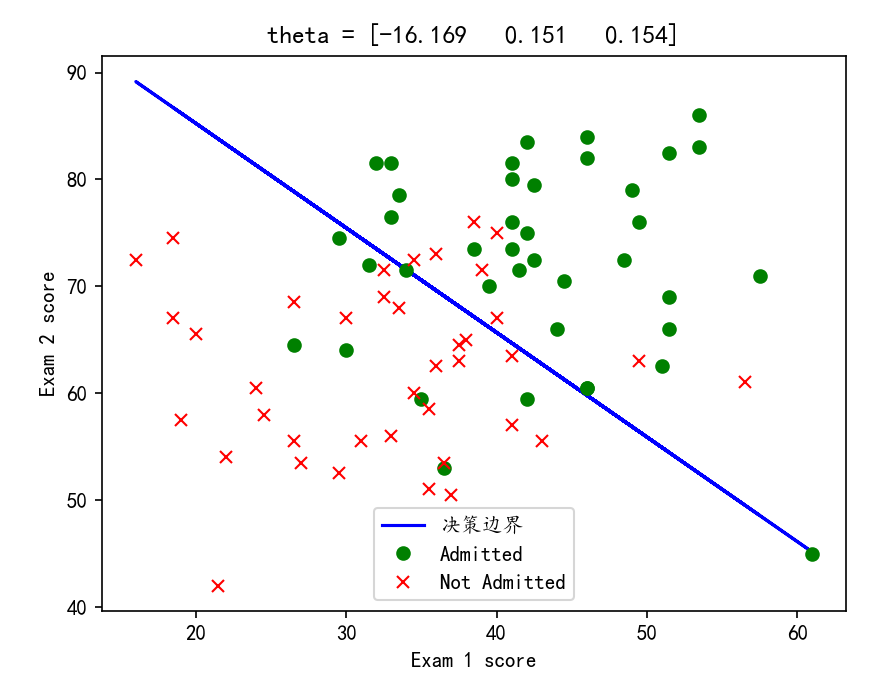 theta = [-16.169 0.151 0.154]
90
80
70
60
50
40
Exam 2 score
决策边界
Admitted
Not Admitted
20 30 40 50 60
Exam 1 score